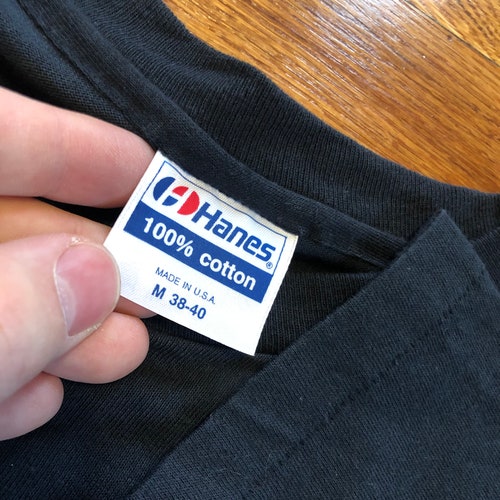 Hanes®
100% cotton
MADE IN U.S.A.
M 38-40